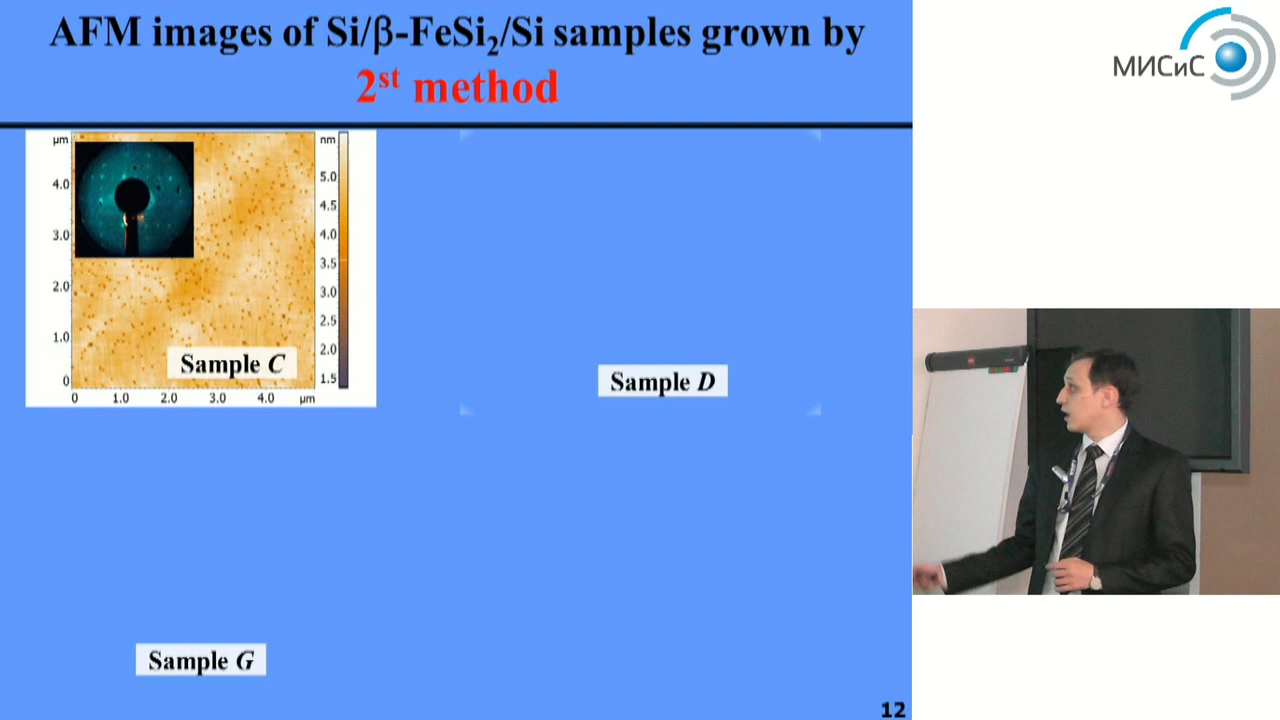 AFM images of Si/β-FeSi₂/Si samples grown by
2ˢᵗ method
МИСиС
µm
4.0
3.0
2.0
1.0
0
0 1.0 2.0 3.0 4.0 µm
nm
5.0
4.5
4.0
3.5
3.0
2.5
2.0
1.5
Sample C
Sample D
Sample G
12